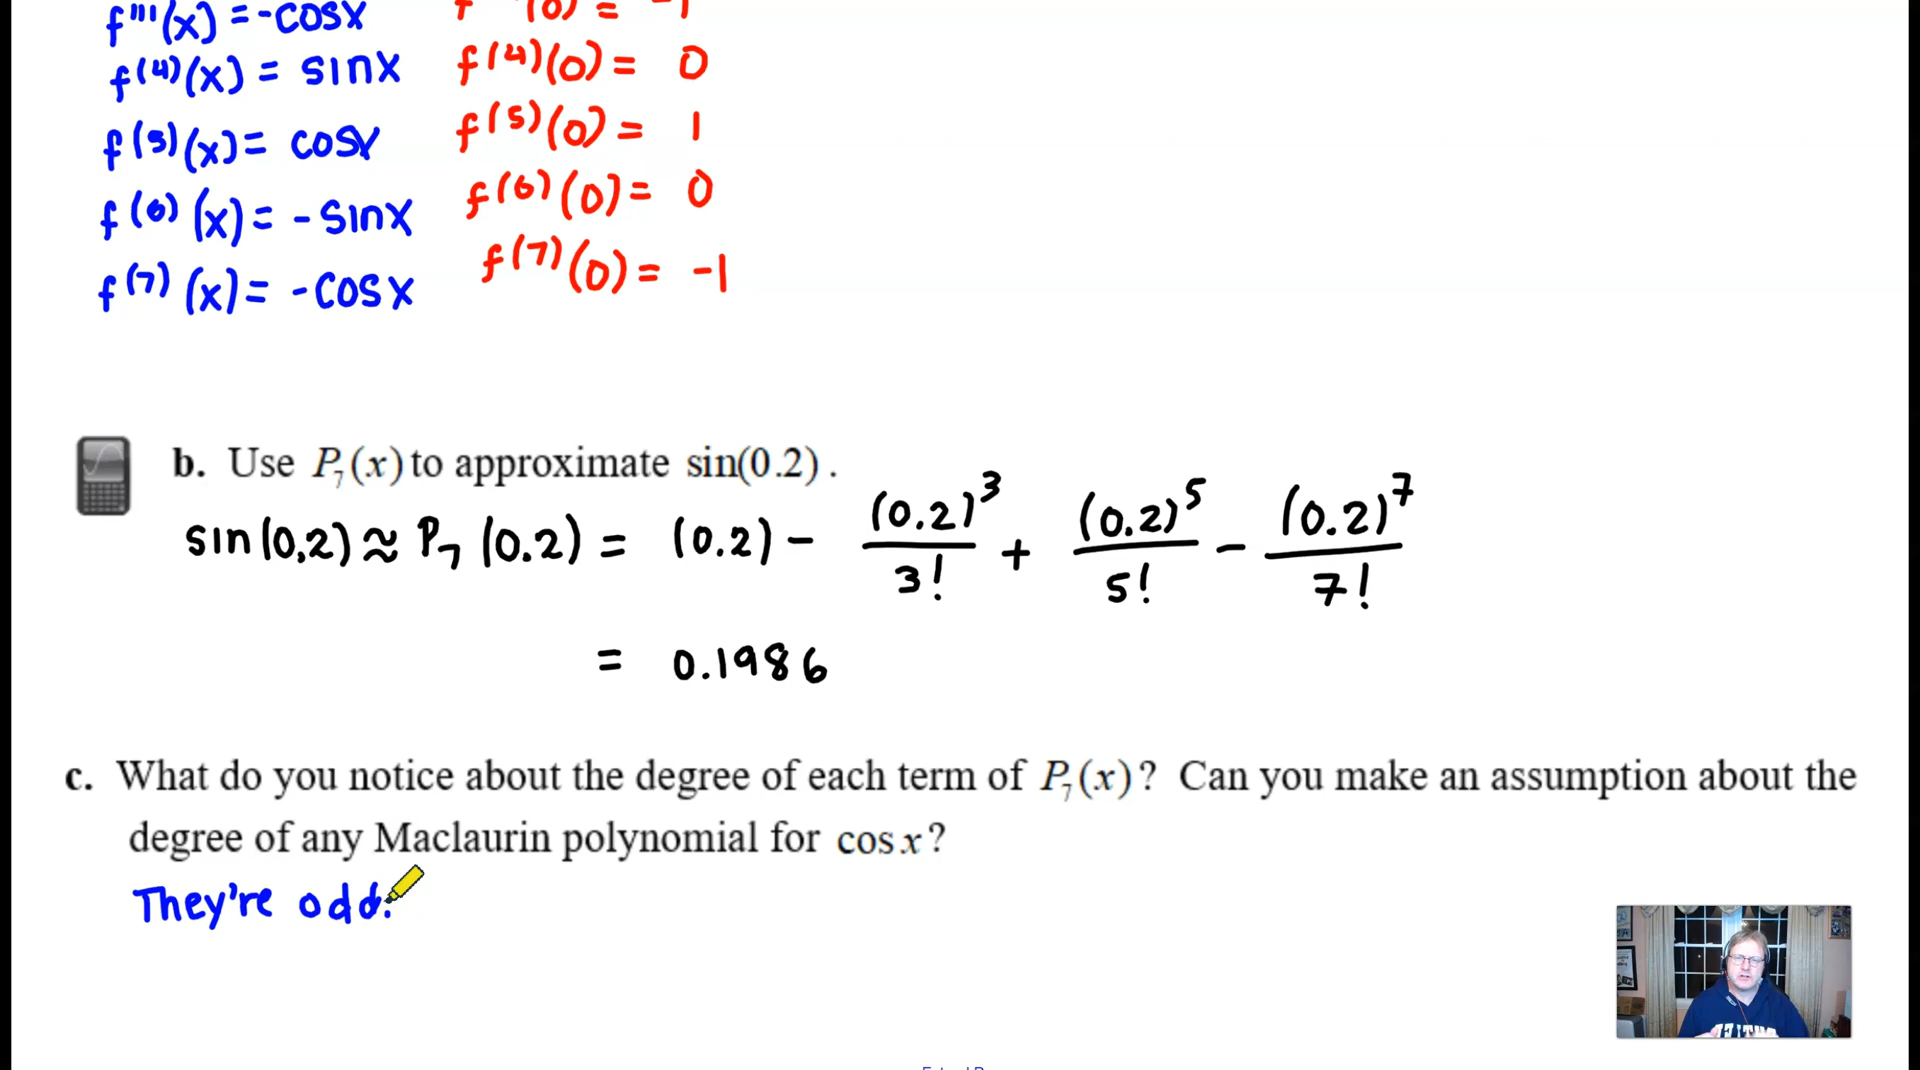 f'''(x) = -cosx f'''(0) = -1
f(4)(x) = sinx f(4)(0) = 0
f(5)(x) = cosx f(5)(0) = 1
f(6)(x) = -sinx f(6)(0) = 0
f(7)(x) = -cosx f(7)(0) = -1
b. Use P₇(x) to approximate sin(0.2).
sin(0.2) ≈ P₇(0.2) = (0.2) - (0.2)³/3! + (0.2)⁵/5! - (0.2)⁷/7!
= 0.1986
c. What do you notice about the degree of each term of P₇(x)? Can you make an assumption about the
degree of any Maclaurin polynomial for cos x?
They're odd.